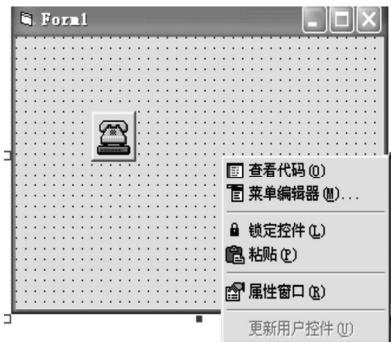 Form1
查看代码(O)
菜单编辑器(M)...
锁定控件(L)
粘贴(P)
属性窗口(R)
更新用户控件(U)